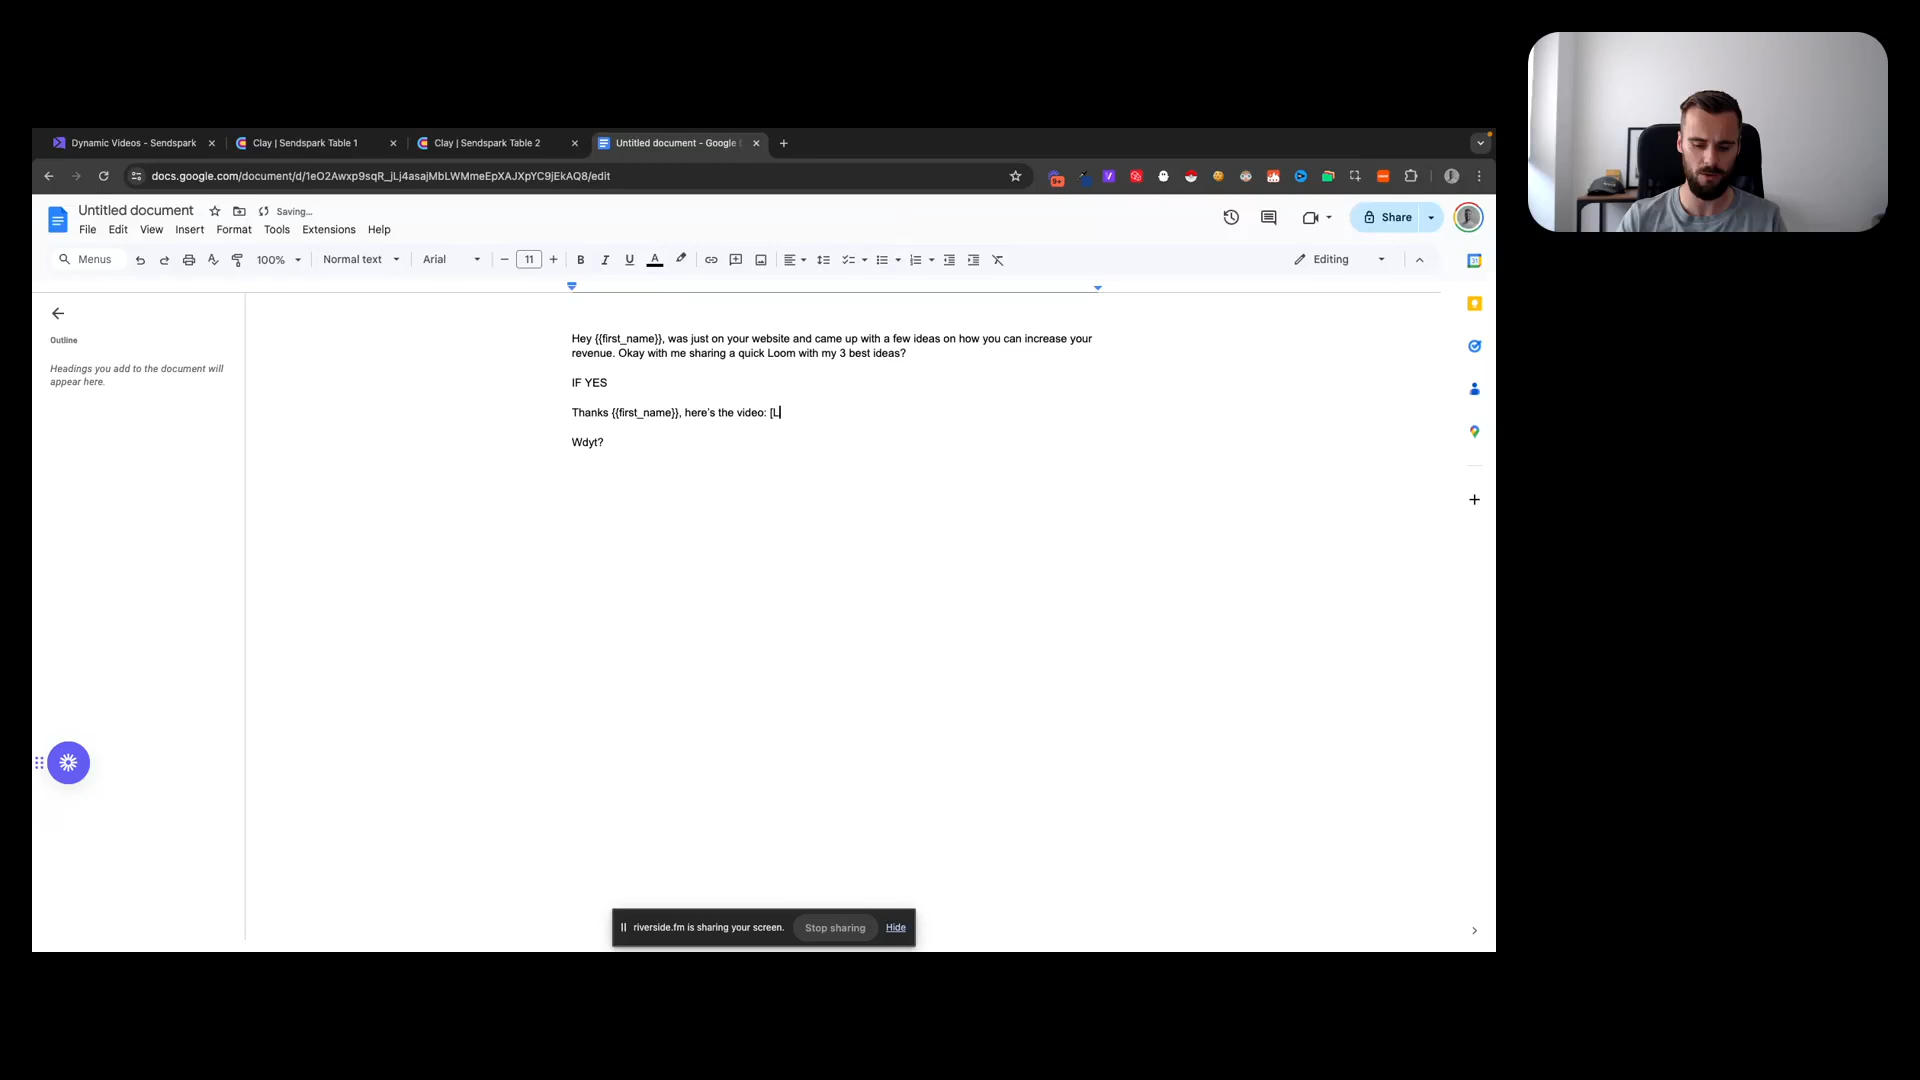 Dynamic Videos - Sendspark
Clay | Sendspark Table 1
Clay | Sendspark Table 2
Untitled document - Google
docs.google.com/document/d/1eO2Awxp9sqR_jLj4asajMbLWMmeEpXAJXpYC9jEkAQ8/edit
9+
Untitled document
Saving...
File Edit View Insert Format Tools Extensions Help
Share
Menus
100%
Normal text
Arial
11
B I U A
Editing
31
Outline
Headings you add to the document will
appear here.
Hey {{first_name}}, was just on your website and came up with a few ideas on how you can increase your
revenue. Okay with me sharing a quick Loom with my 3 best ideas?
IF YES
Thanks {{first_name}}, here's the video: [L
Wdyt?
riverside.fm is sharing your screen.
Stop sharing
Hide